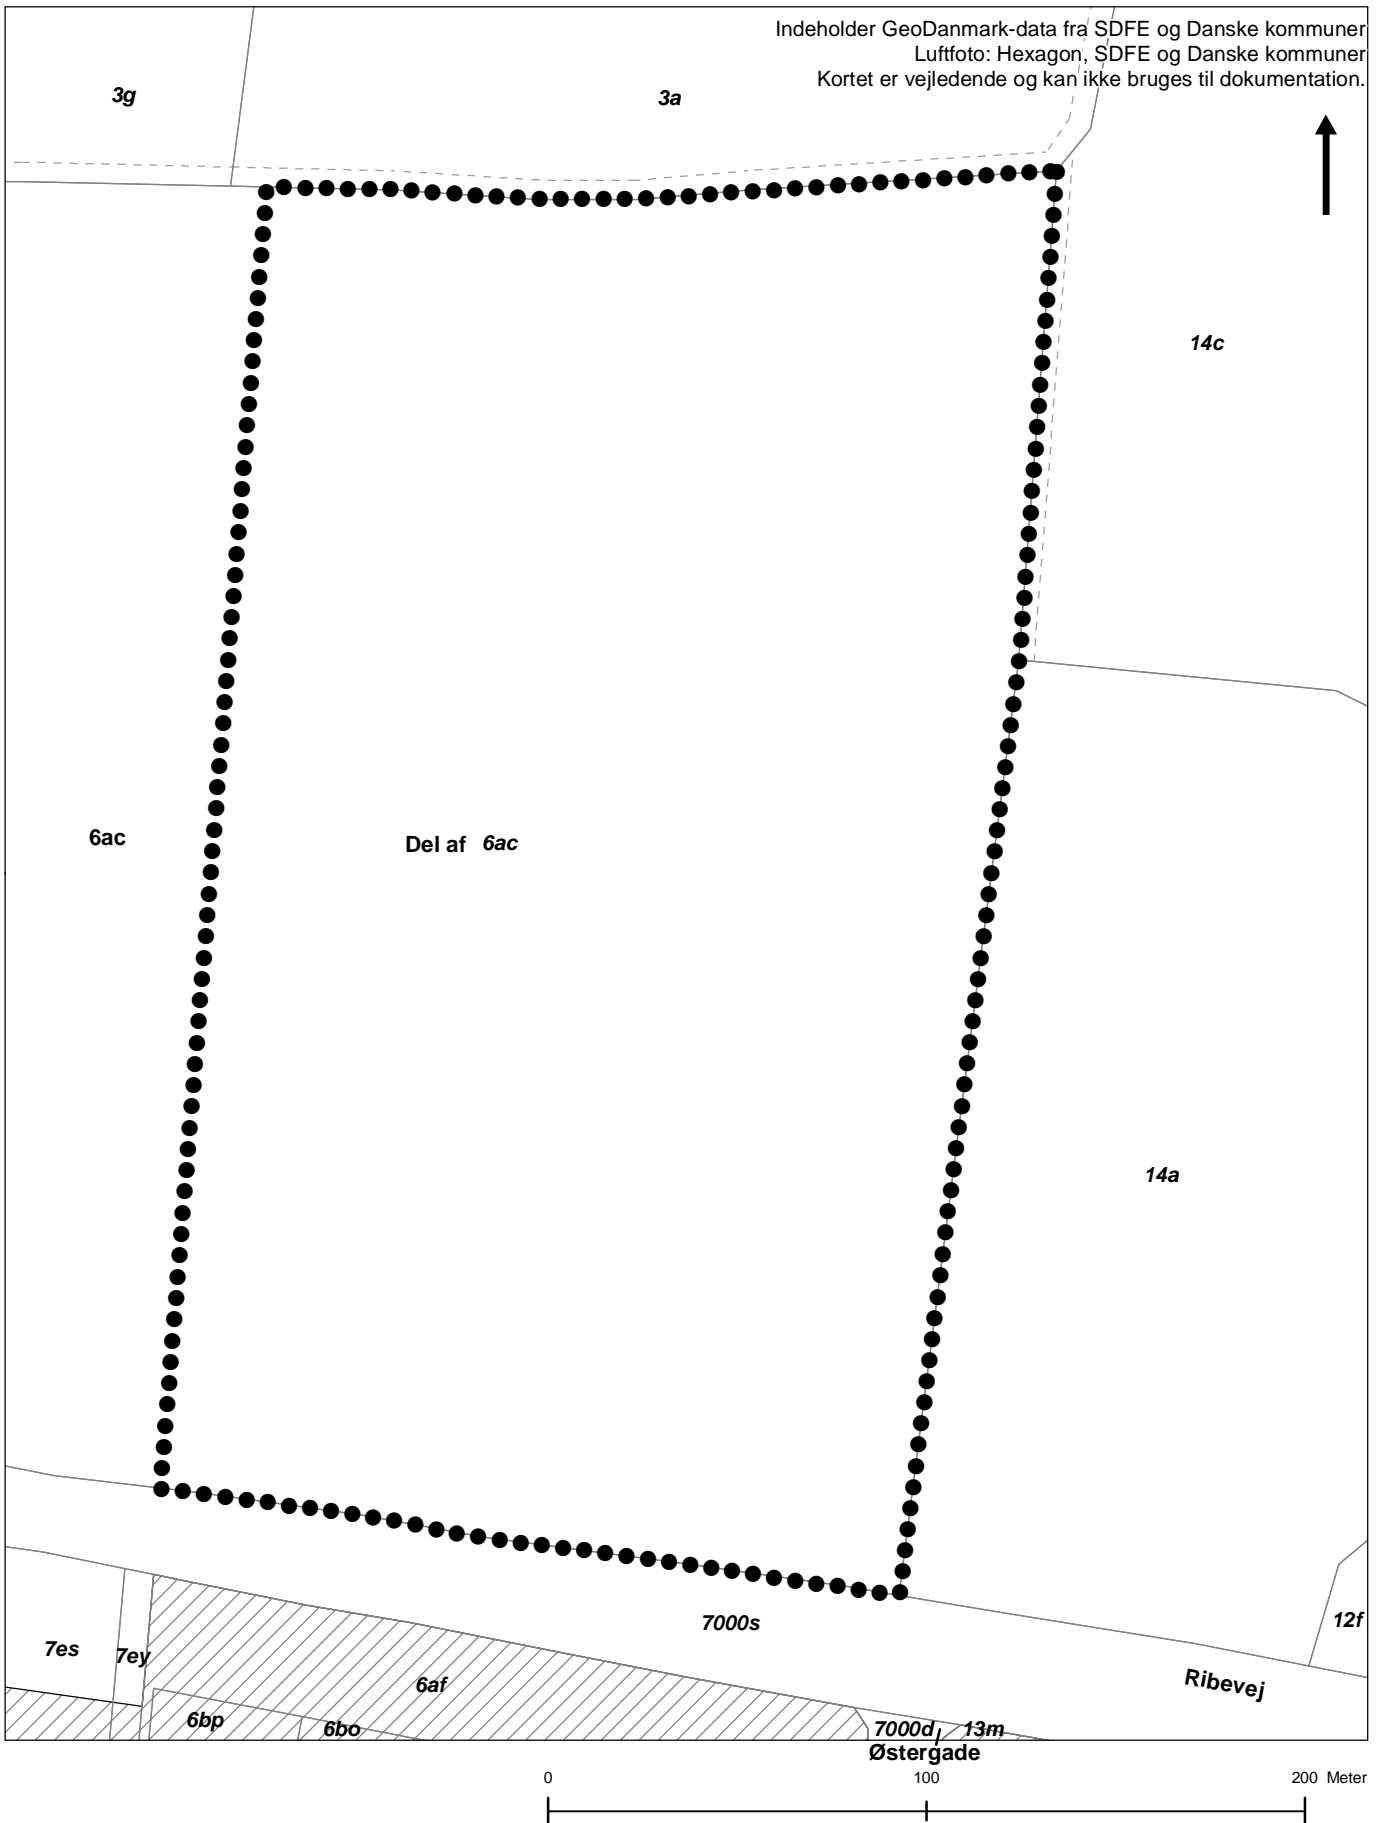 Indeholder GeoDanmark-data fra SDFE og Danske kommuner
Luftfoto: Hexagon, SDFE og Danske kommuner
Kortet er vejledende og kan ikke bruges til dokumentation.
3g
3a
14c
6ac
Del af 6ac
14a
7000s
12f
7es
7ey
6af
Ribevej
6bp
6bo
7000d
13m
Østergade
0
100
200 Meter